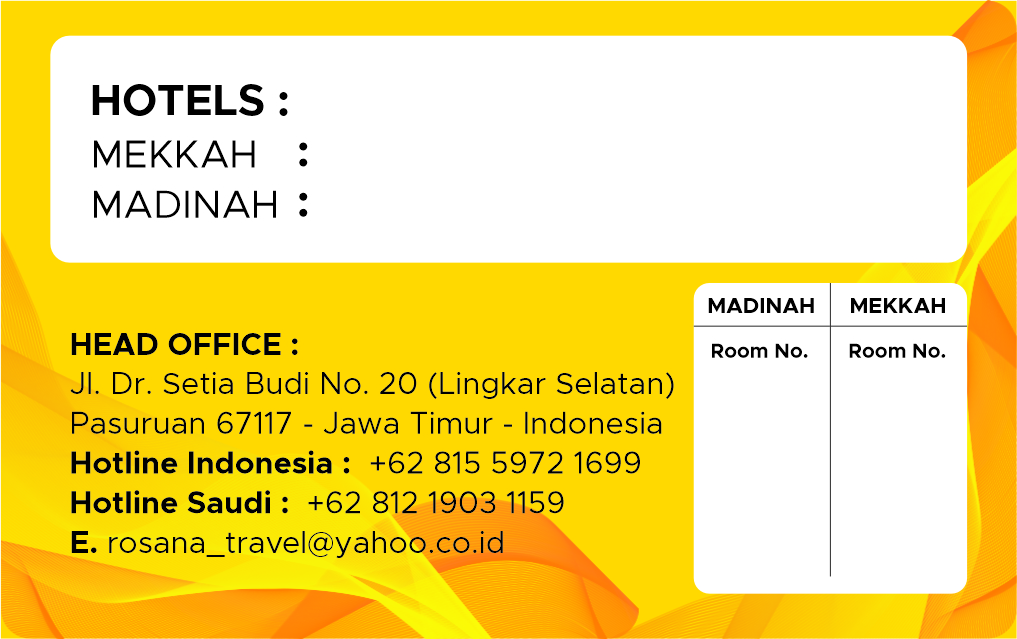 HOTELS :
MEKKAH :
MADINAH :
HEAD OFFICE :
Jl. Dr. Setia Budi No. 20 (Lingkar Selatan)
Pasuruan 67117 - Jawa Timur - Indonesia
Hotline Indonesia : +62 815 5972 1699
Hotline Saudi : +62 812 1903 1159
E. rosana_travel@yahoo.co.id
MADINAH MEKKAH
Room No. Room No.